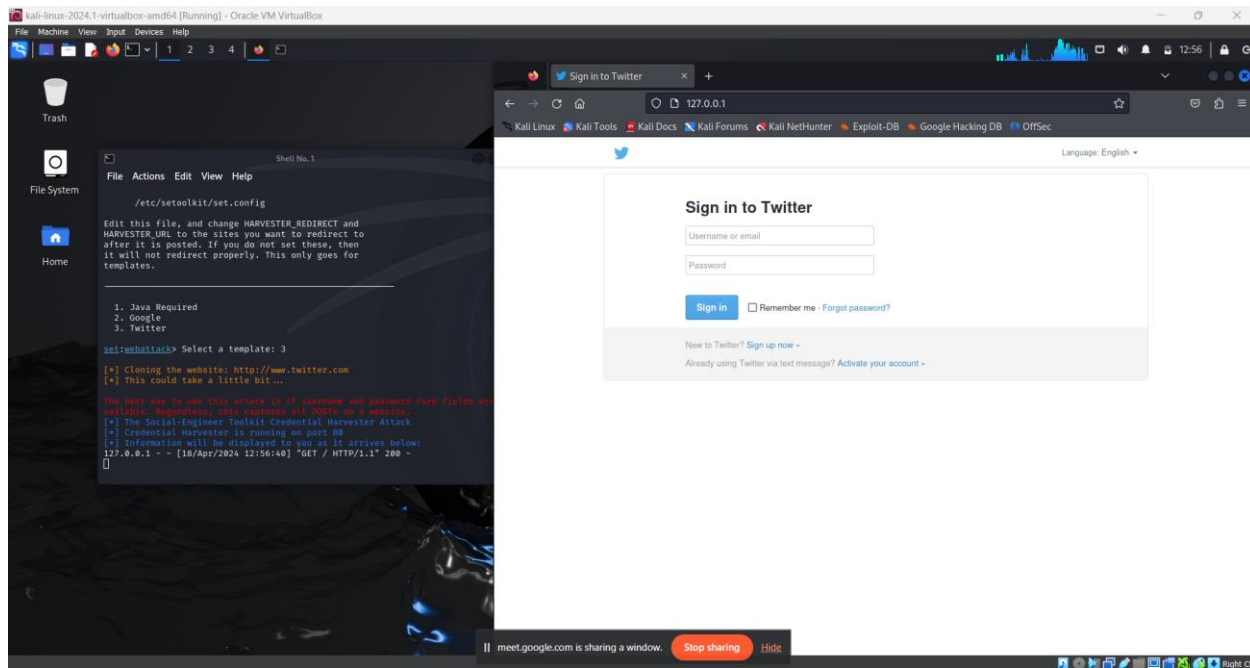 kali-linux-2024.1-virtualbox-amd64 [Running] - Oracle VM VirtualBox
File Machine View Input Devices Help
1 2 3 4
12:56
Trash
File System
Home
Shell No. 1
File Actions Edit View Help
/etc/setoolkit/set.config
Edit this file, and change HARVESTER_REDIRECT and
HARVESTER_URL to the sites you want to redirect to
after it is posted. If you do not set these, then
it will not redirect properly. This only goes for
templates.
1. Java Required
2. Google
3. Twitter
set:webattack> Select a template: 3
[*] Cloning the website: http://www.twitter.com
[*] This could take a little bit...
The best way to use this attack is if username and password form fields are
vailable. Regardless, this captures all POSTs on a website.
[*] The Social-Engineer Toolkit Credential Harvester Attack
[*] Credential Harvester is running on port 80
[*] Information will be displayed to you as it arrives below:
127.0.0.1 - - [18/Apr/2024 12:56:40] "GET / HTTP/1.1" 200 -
Sign in to Twitter
127.0.0.1
Kali Linux Kali Tools Kali Docs Kali Forums Kali NetHunter Exploit-DB Google Hacking DB OffSec
Language: English
Sign in to Twitter
Username or email
Password
Sign in Remember me · Forgot password?
New to Twitter? Sign up now »
Already using Twitter via text message? Activate your account »
meet.google.com is sharing a window. Stop sharing Hide
Right C